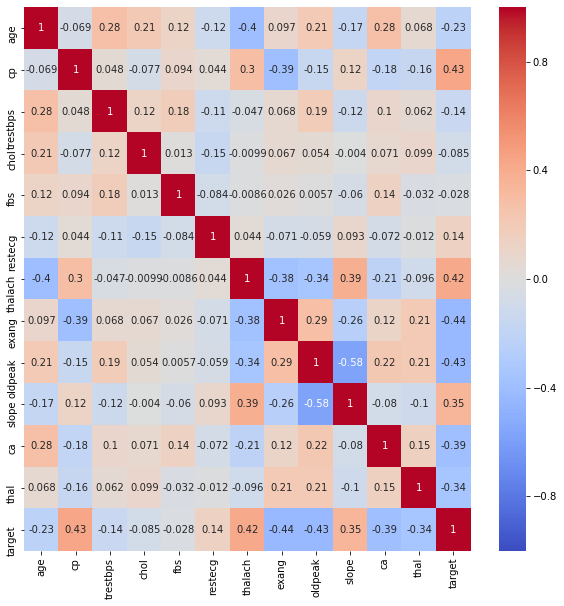 age 1 -0.069 0.28 0.21 0.12 -0.12 -0.4 0.097 0.21 -0.17 0.28 0.068 -0.23
cp -0.069 1 0.048 -0.077 0.094 0.044 0.3 -0.39 -0.15 0.12 -0.18 -0.16 0.43
trestbps 0.28 0.048 1 0.12 0.18 -0.11 -0.047 0.068 0.19 -0.12 0.1 0.062 -0.14
chol 0.21 -0.077 0.12 1 0.013 -0.15 -0.0099 0.067 0.054 -0.004 0.071 0.099 -0.085
fbs 0.12 0.094 0.18 0.013 1 -0.084 -0.0086 0.026 0.0057 -0.06 0.14 -0.032 -0.028
restecg -0.12 0.044 -0.11 -0.15 -0.084 1 0.044 -0.071 -0.059 0.093 -0.072 -0.012 0.14
thalach -0.4 0.3 -0.047 -0.0099 -0.0086 0.044 1 -0.38 -0.34 0.39 -0.21 -0.096 0.42
exang 0.097 -0.39 0.068 0.067 0.026 -0.071 -0.38 1 0.29 -0.26 0.12 0.21 -0.44
oldpeak 0.21 -0.15 0.19 0.054 0.0057 -0.059 -0.34 0.29 1 -0.58 0.22 0.21 -0.43
slope -0.17 0.12 -0.12 -0.004 -0.06 0.093 0.39 -0.26 -0.58 1 -0.08 -0.1 0.35
ca 0.28 -0.18 0.1 0.071 0.14 -0.072 -0.21 0.12 0.22 -0.08 1 0.15 -0.39
thal 0.068 -0.16 0.062 0.099 -0.032 -0.012 -0.096 0.21 0.21 -0.1 0.15 1 -0.34
target -0.23 0.43 -0.14 -0.085 -0.028 0.14 0.42 -0.44 -0.43 0.35 -0.39 -0.34 1
age cp trestbps chol fbs restecg thalach exang oldpeak slope ca thal target
0.8
0.4
0.0
-0.4
-0.8